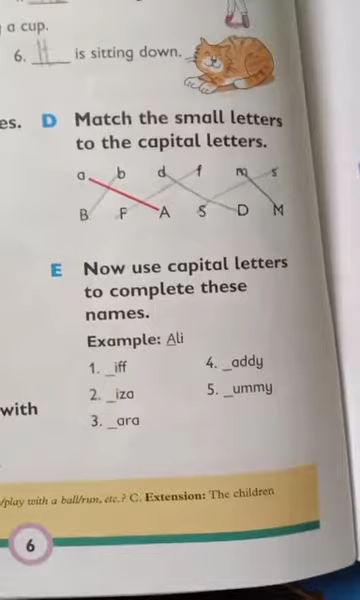 a cup.
6. It is sitting down.
es. D Match the small letters
to the capital letters.
a b d f m s
B F A S D M
E Now use capital letters
to complete these
names.
Example: Ali
1. _iff 4. _addy
2. _iza 5. _ummy
3. _ara
with
/play with a ball/run, etc.? C. Extension: The children
6